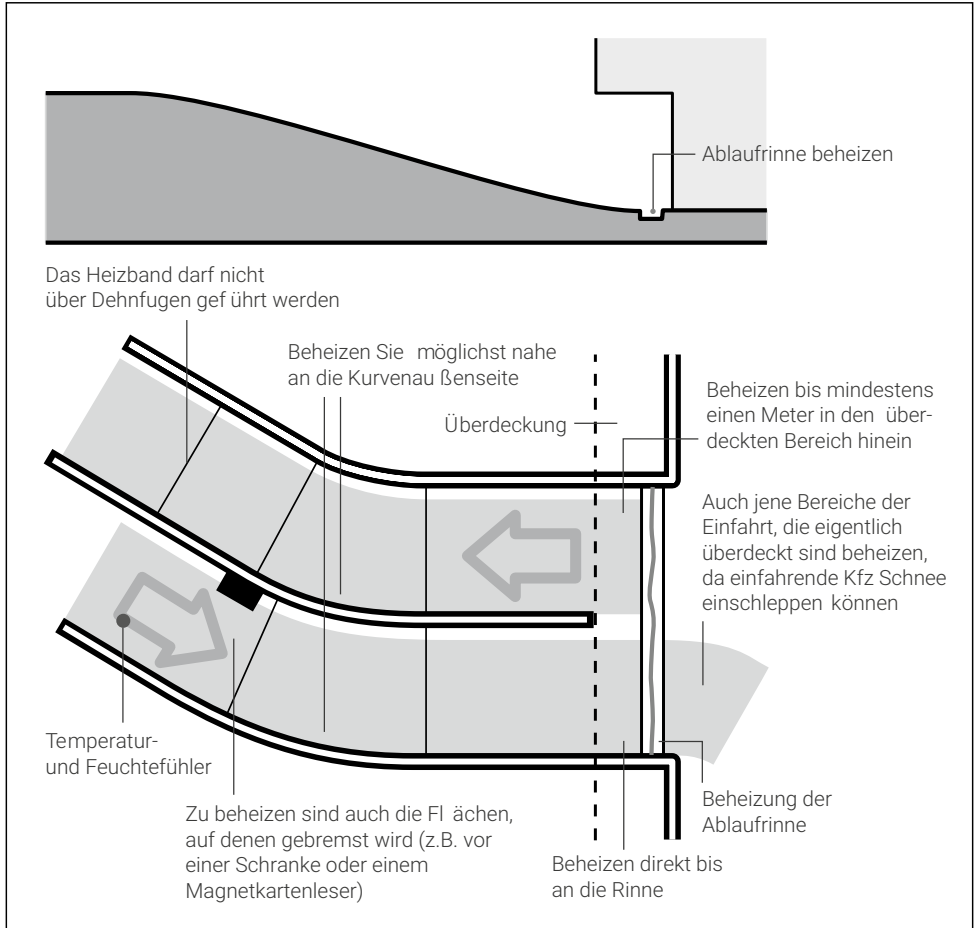 Ablaufrinne beheizen
Das Heizband darf nicht
über Dehnfugen gef ührt werden
Beheizen Sie möglichst nahe
an die Kurvenau ßenseite
Überdeckung
Beheizen bis mindestens
einen Meter in den über-
deckten Bereich hinein
Auch jene Bereiche der
Einfahrt, die eigentlich
überdeckt sind beheizen,
da einfahrende Kfz Schnee
einschleppen können
Temperatur-
und Feuchtefühler
Zu beheizen sind auch die Fl ächen,
auf denen gebremst wird (z.B. vor
einer Schranke oder einem
Magnetkartenleser)
Beheizen direkt bis
an die Rinne
Beheizung der
Ablaufrinne